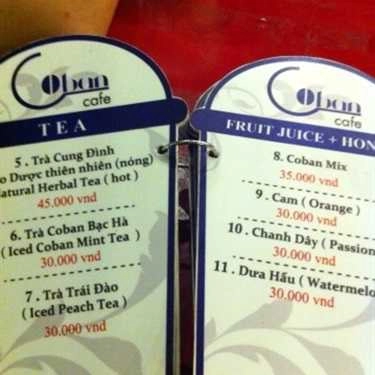 Coban
cafe
TEA
5 . Trà Cung Đình
Dược thiên nhiên (nóng)
Natural Herbal Tea ( hot )
45.000 vnd
6 . Trà Coban Bạc Hà
( Iced Coban Mint Tea )
30.000 vnd
7 . Trà Trái Đào
( Iced Peach Tea )
30.000 vnd
Coban
cafe
FRUIT JUICE + HON
8 . Coban Mix
35.000 vnd
9 . Cam ( Orange )
30.000 vnd
10 . Chanh Dây ( Passion
30.000 vnd
11 . Dưa Hấu ( Watermelo
30.000 vnd